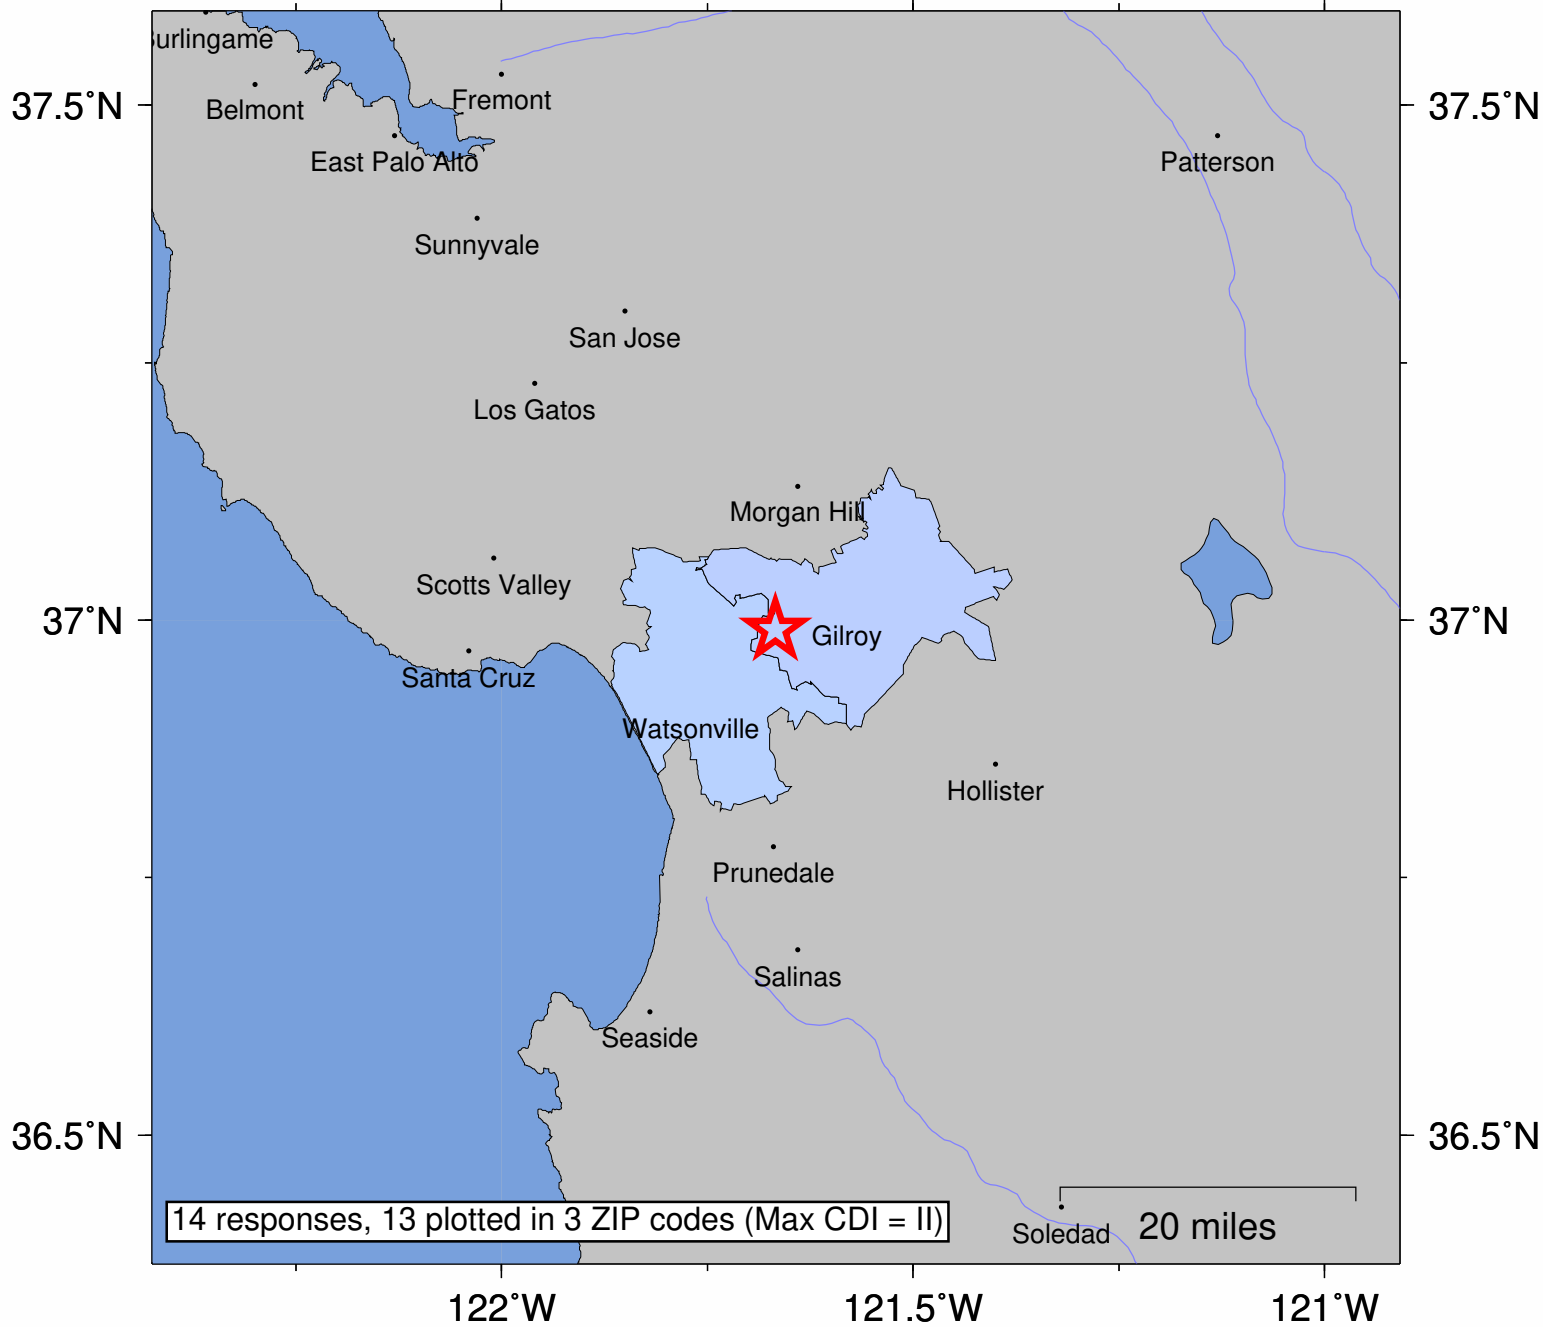 urlingame
37.5°N
Belmont
Fremont
37.5°N
East Palo Alto
Patterson
Sunnyvale
San Jose
Los Gatos
Morgan Hill
Scotts Valley
37°N
Gilroy
37°N
Santa Cruz
Watsonville
Hollister
Prunedale
Salinas
Seaside
36.5°N
36.5°N
14 responses, 13 plotted in 3 ZIP codes (Max CDI = II)
Soledad
20 miles
122°W
121.5°W
121°W